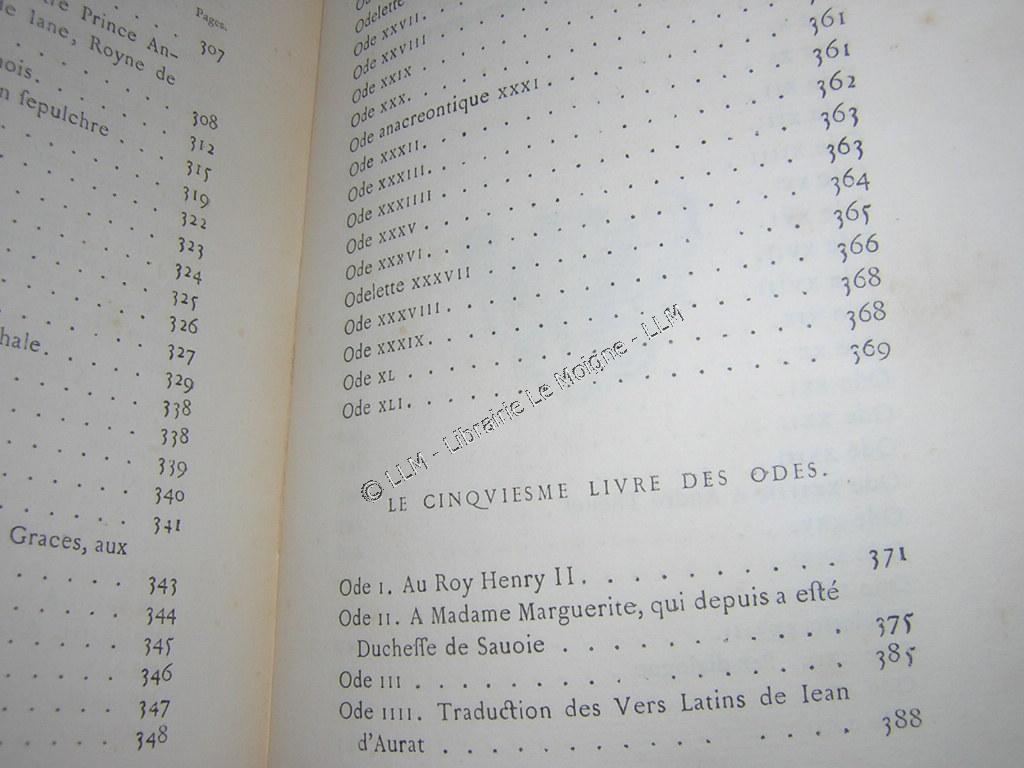 Pages.
tre Prince An-
. . . . . 307
de Iane, Royne de
nois. . . . . . 308
n ſepulchre . . . 312
. . . . . 315
. . . . . 319
. . . . . 322
. . . . . 323
. . . . . 324
. . . . . 325
. . . . . 326
hale. . . . . 327
. . . . . 329
. . . . . 338
. . . . . 338
. . . . . 339
. . . . . 340
. . . . . 341
Graces, aux
. . . . . 343
. . . . . 344
. . . . . 345
. . . . . 346
. . . . . 347
. . . . . 348
Odelette
Ode XXVII
Ode XXVIII
Ode XXIX
Ode XXX.
Ode anacreontique XXXI. . . . . 361
Ode XXXII. . . . . 361
Ode XXXIII. . . . . 362
Ode XXXIIII . . . . 363
Ode XXXV . . . . 363
Ode XXXVI. . . . . 364
Odelette XXXVII . . . . 365
Ode XXXVIII. . . . . 366
Ode XXXIX. . . . . 368
Ode XL . . . . 368
Ode XLI. . . . . 369
© LLM - Librairie Le Moigne - LLM
LE CINQVIESME LIVRE DES ODES.
Ode I. Au Roy Henry II. . . . . . . . . . 371
Ode II. A Madame Marguerite, qui depuis a eſté
Ducheſſe de Sauoie . . . . . . . . 375
Ode III . . . . . . . . . . . . 385
Ode IIII. Traduction des Vers Latins de Iean
d'Aurat . . . . . . . . . . 388